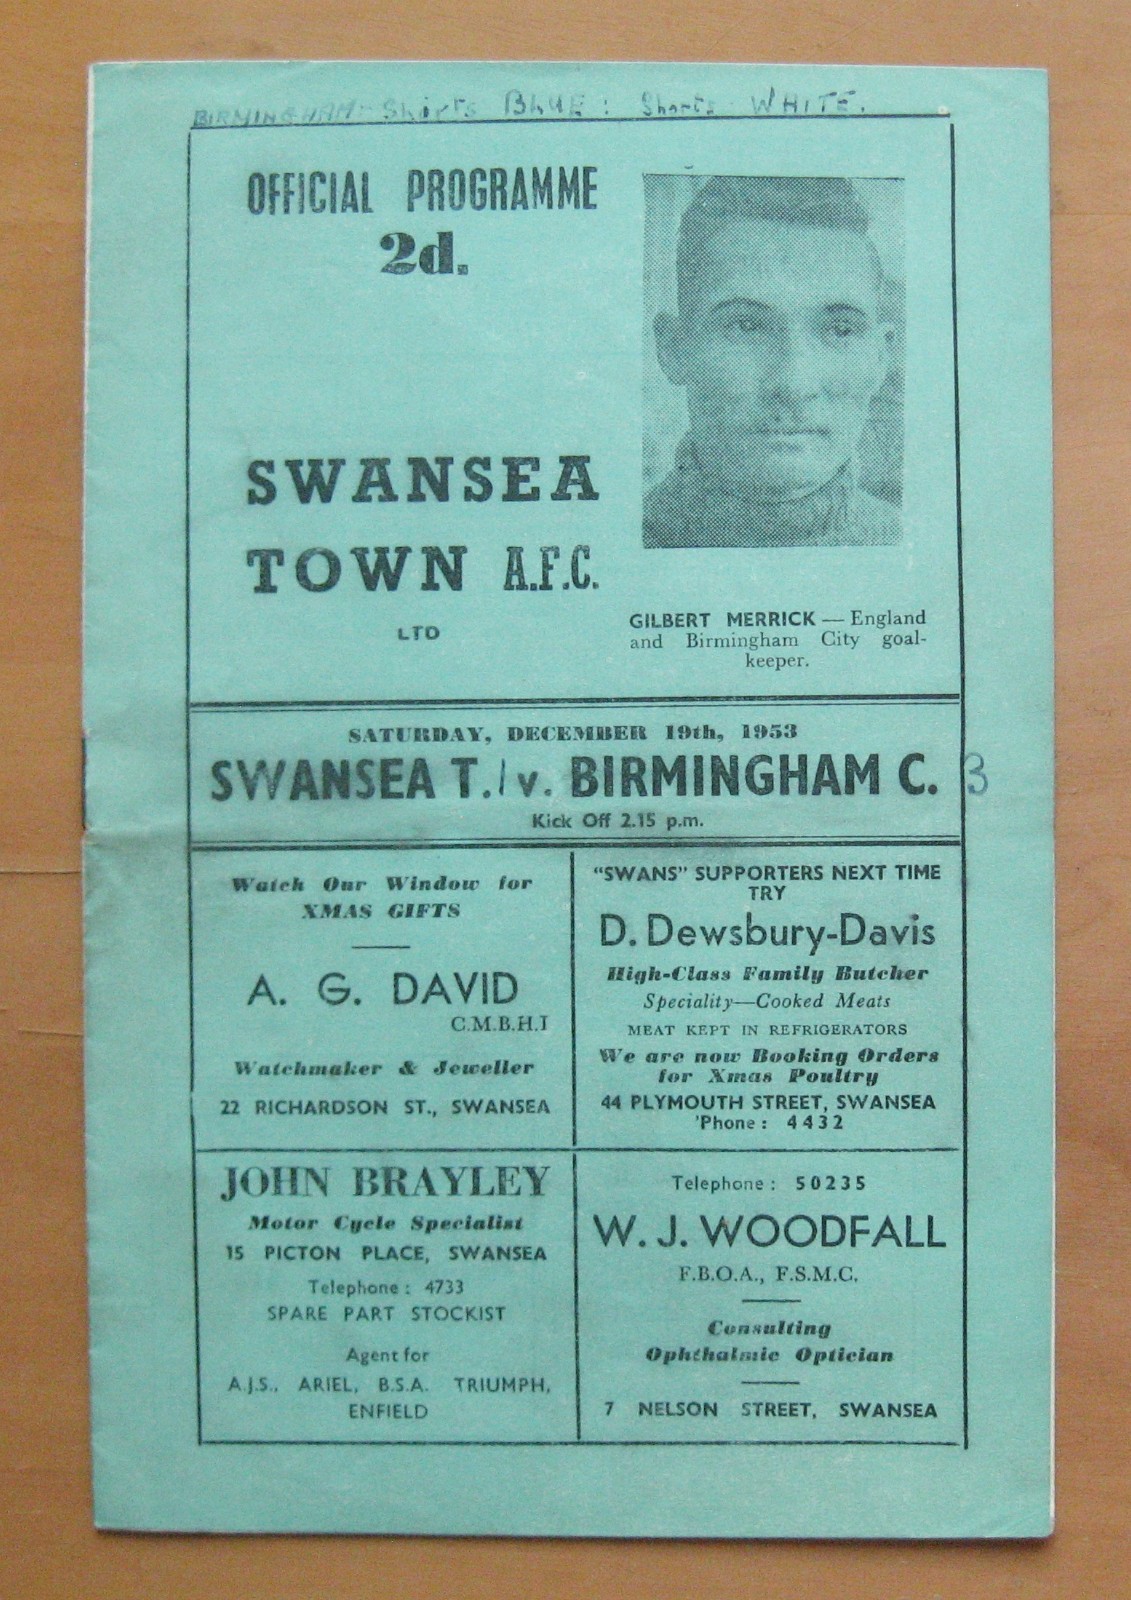 BIRMINGHAM - Shirts BLUE : Shorts - WHITE.
OFFICIAL PROGRAMME
2d.
SWANSEA
TOWN A.F.C.
LTD
GILBERT MERRICK — England
and Birmingham City goal-
keeper.
SATURDAY, DECEMBER 19th, 1953
SWANSEA T. 1 v. BIRMINGHAM C. 3
Kick Off 2.15 p.m.
Watch Our Window for
XMAS GIFTS
A. G. DAVID
C.M.B.H.I
Watchmaker & Jeweller
22 RICHARDSON ST., SWANSEA
"SWANS" SUPPORTERS NEXT TIME
TRY
D. Dewsbury-Davis
High-Class Family Butcher
Speciality—Cooked Meats
MEAT KEPT IN REFRIGERATORS
We are now Booking Orders
for Xmas Poultry
44 PLYMOUTH STREET, SWANSEA
'Phone : 4432
JOHN BRAYLEY
Motor Cycle Specialist
15 PICTON PLACE, SWANSEA
Telephone : 4733
SPARE PART STOCKIST
Agent for
A.J.S., ARIEL, B.S.A. TRIUMPH,
ENFIELD
Telephone : 50235
W. J. WOODFALL
F.B.O.A., F.S.M.C.
Consulting
Ophthalmic Optician
7 NELSON STREET, SWANSEA